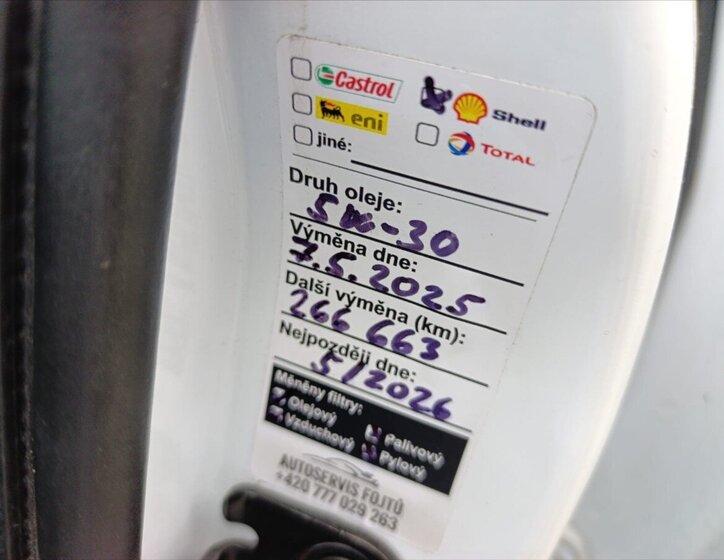 Castrol
Shell
eni
TOTAL
jiné:
Druh oleje:
5W-30
Výměna dne:
7.5.2025
Další výměna (km):
266 663
Nejpozději dne:
5/2026
Měněny filtry:
Olejový
Palivový
Vzduchový
Pylový
AUTOSERVIS FOJTŮ
+420 777 029 263